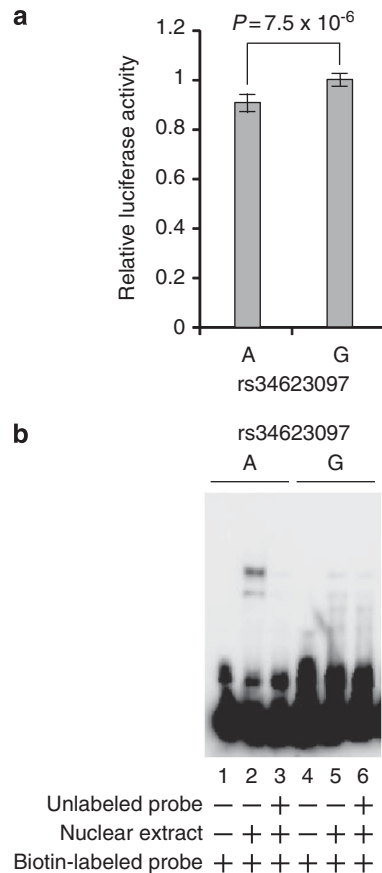 a
P = 7.5 x 10⁻⁶
Relative luciferase activity
1.2
1
0.8
0.6
0.4
0.2
0
A G
rs34623097
b
rs34623097
A G
1 2 3 4 5 6
Unlabeled probe − − + − − +
Nuclear extract − + + − + +
Biotin-labeled probe + + + + + +